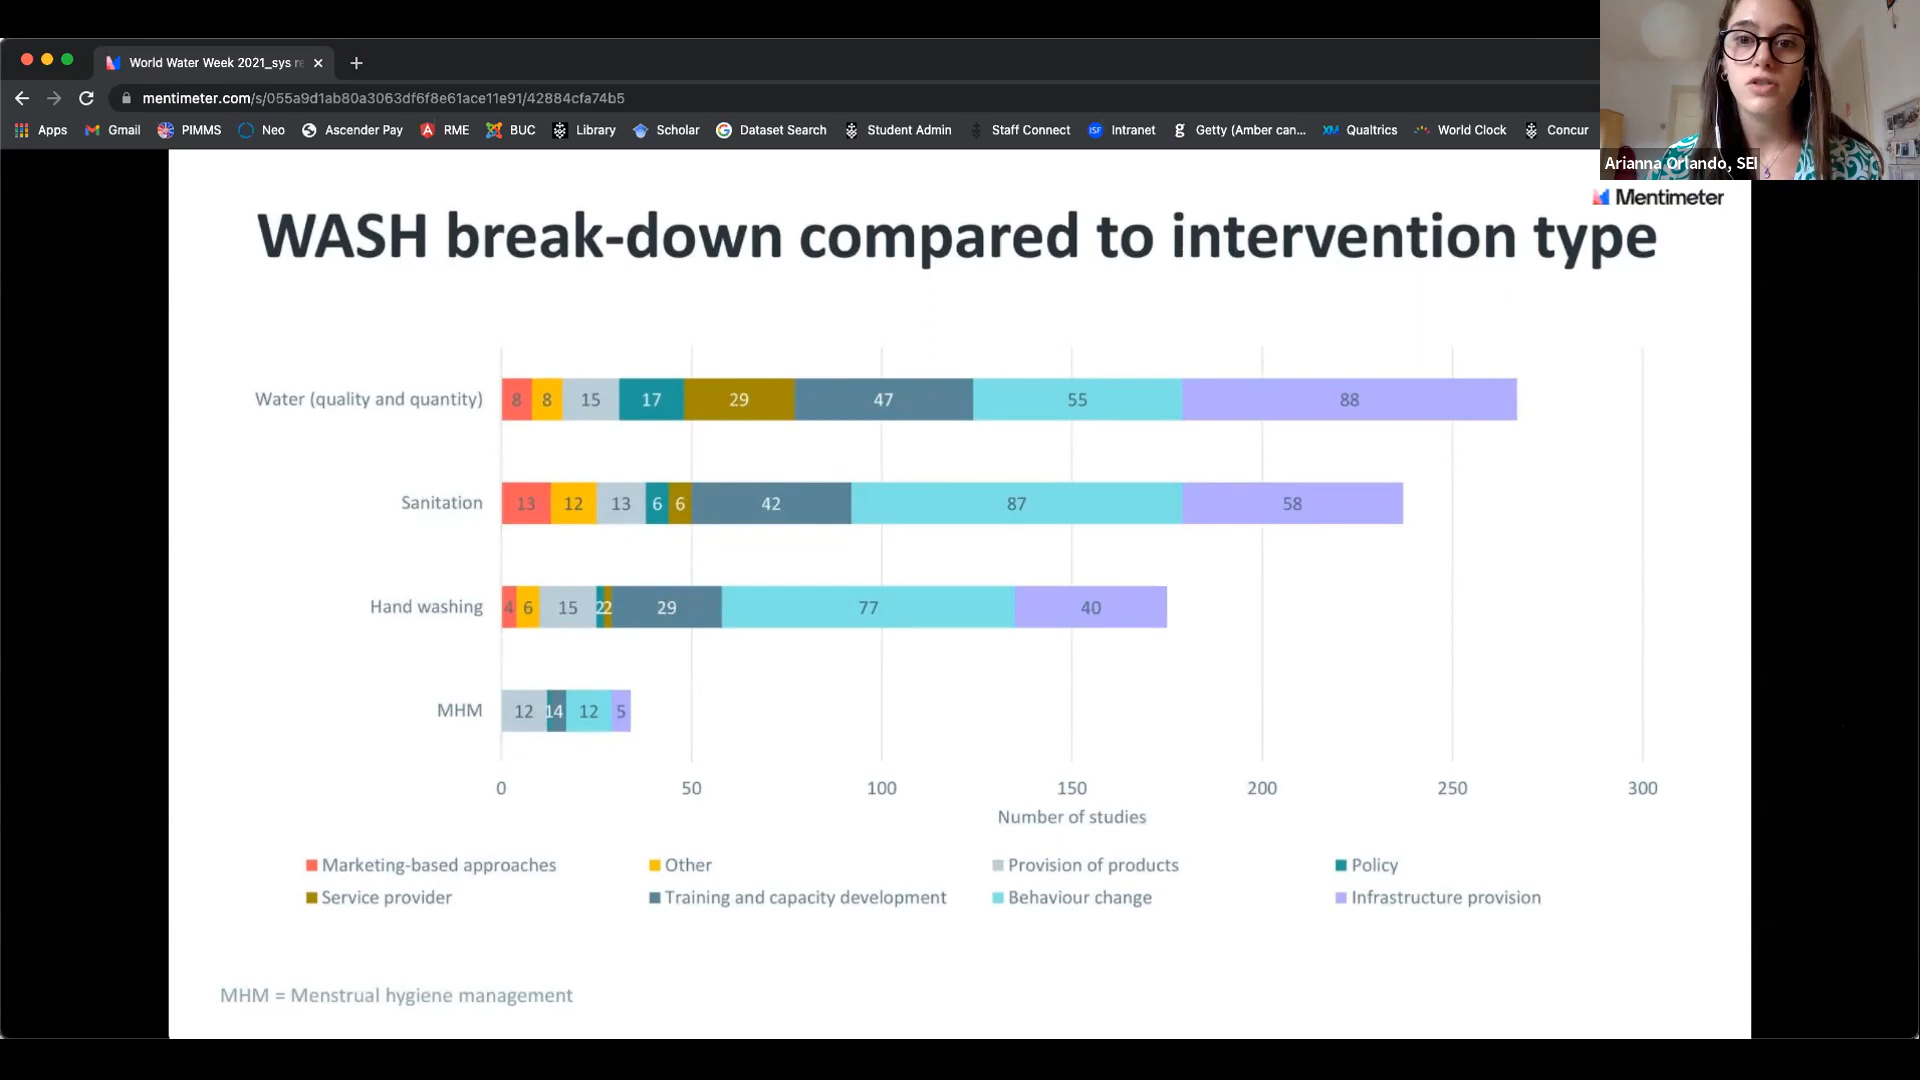 World Water Week 2021_sys re
mentimeter.com/s/055a9d1ab80a3063df6f8e61ace11e91/42884cfa74b5
Apps Gmail PIMMS Neo Ascender Pay RME BUC Library Scholar Dataset Search Student Admin Staff Connect Intranet Getty (Amber can... Qualtrics World Clock Concur
Arianna Orlando, SEI
Mentimeter
WASH break-down compared to intervention type
Water (quality and quantity) 8 8 15 17 29 47 55 88
Sanitation 13 12 13 6 6 42 87 58
Hand washing 4 6 15 2 2 29 77 40
MHM 12 1 4 12 5
0 50 100 150 200 250 300
Number of studies
Marketing-based approaches Other Provision of products Policy
Service provider Training and capacity development Behaviour change Infrastructure provision
MHM = Menstrual hygiene management